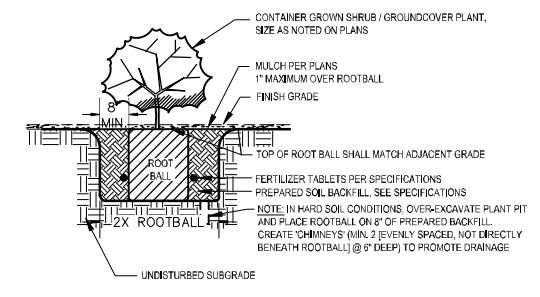 CONTAINER GROWN SHRUB / GROUNDCOVER PLANT,
SIZE AS NOTED ON PLANS
MULCH PER PLANS
1" MAXIMUM OVER ROOTBALL
FINISH GRADE
8"
MIN.
TOP OF ROOT BALL SHALL MATCH ADJACENT GRADE
ROOT
BALL
FERTILIZER TABLETS PER SPECIFICATIONS
PREPARED SOIL BACKFILL, SEE SPECIFICATIONS
NOTE: IN HARD SOIL CONDITIONS, OVER-EXCAVATE PLANT PIT
AND PLACE ROOTBALL ON 8" OF PREPARED BACKFILL.
CREATE 'CHIMNEYS' (MIN. 2 [EVENLY SPACED, NOT DIRECTLY
BENEATH ROOTBALL] @ 6" DEEP) TO PROMOTE DRAINAGE
2X ROOTBALL
UNDISTURBED SUBGRADE